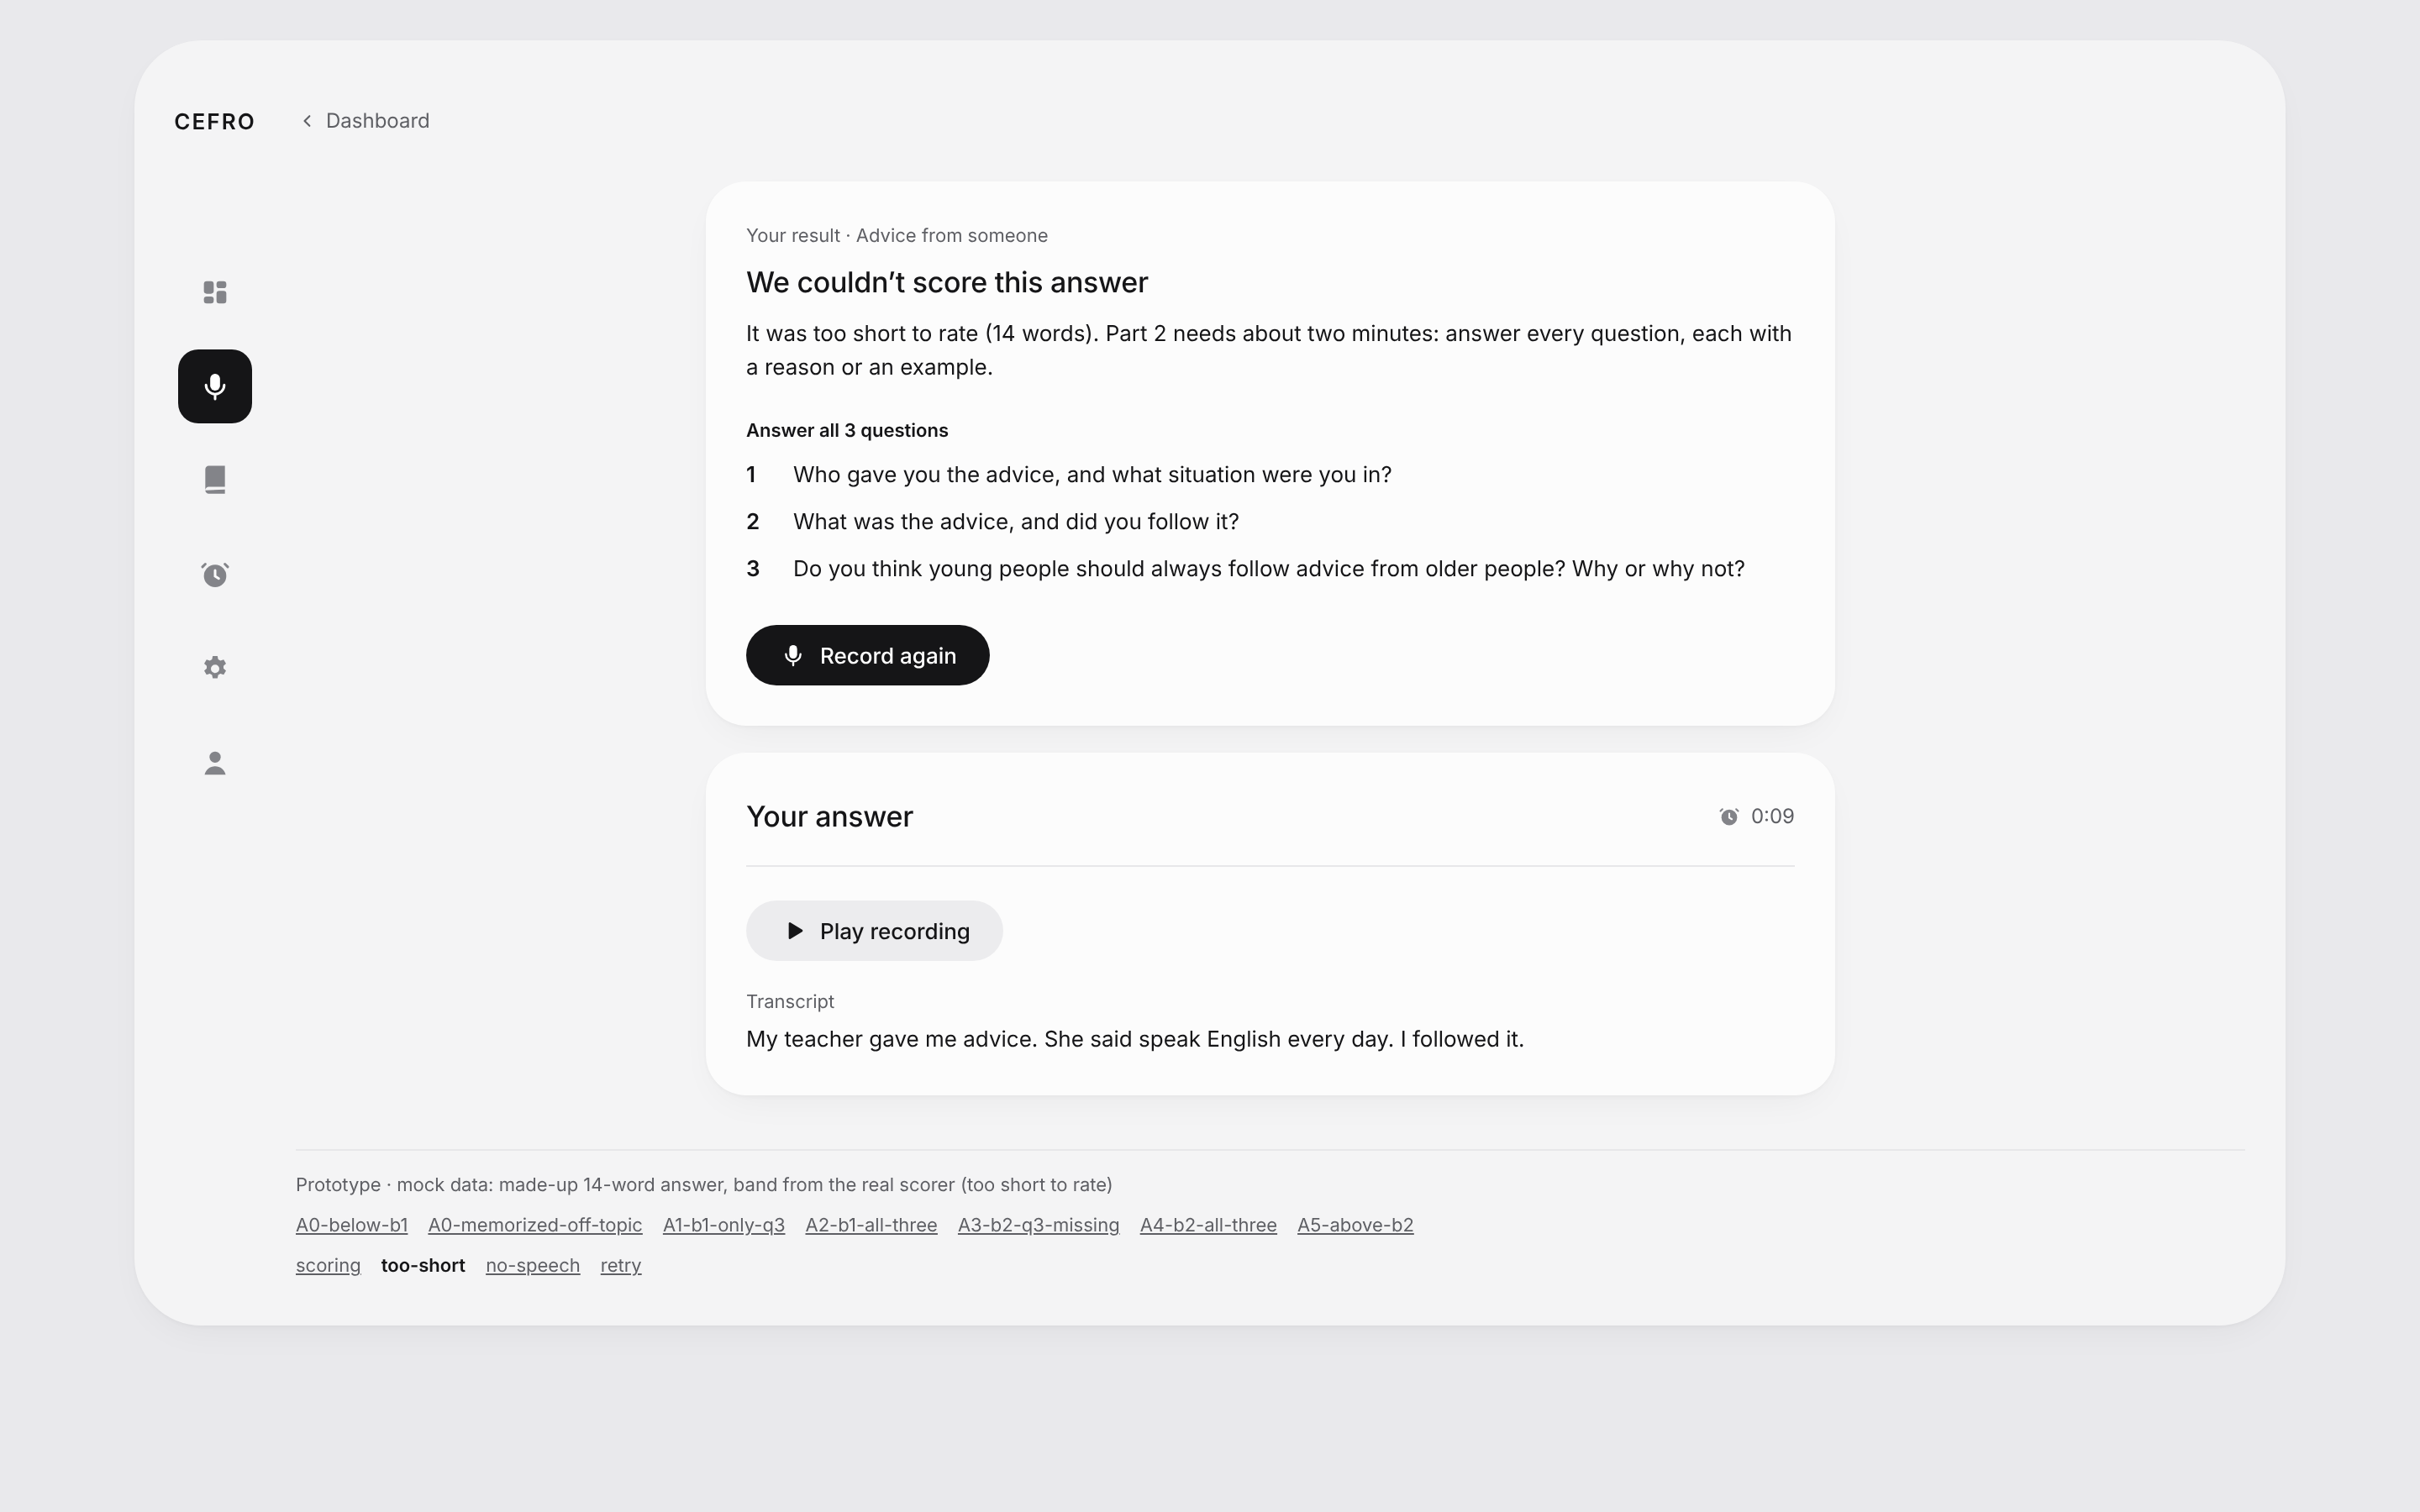 CEFRO
Dashboard
Your result · Advice from someone
We couldn’t score this answer
It was too short to rate (14 words). Part 2 needs about two minutes: answer every question, each with
a reason or an example.
Answer all 3 questions
1 Who gave you the advice, and what situation were you in?
2 What was the advice, and did you follow it?
3 Do you think young people should always follow advice from older people? Why or why not?
Record again
Your answer 0:09
Play recording
Transcript
My teacher gave me advice. She said speak English every day. I followed it.
Prototype · mock data: made-up 14-word answer, band from the real scorer (too short to rate)
A0-below-b1 A0-memorized-off-topic A1-b1-only-q3 A2-b1-all-three A3-b2-q3-missing A4-b2-all-three A5-above-b2
scoring too-short no-speech retry